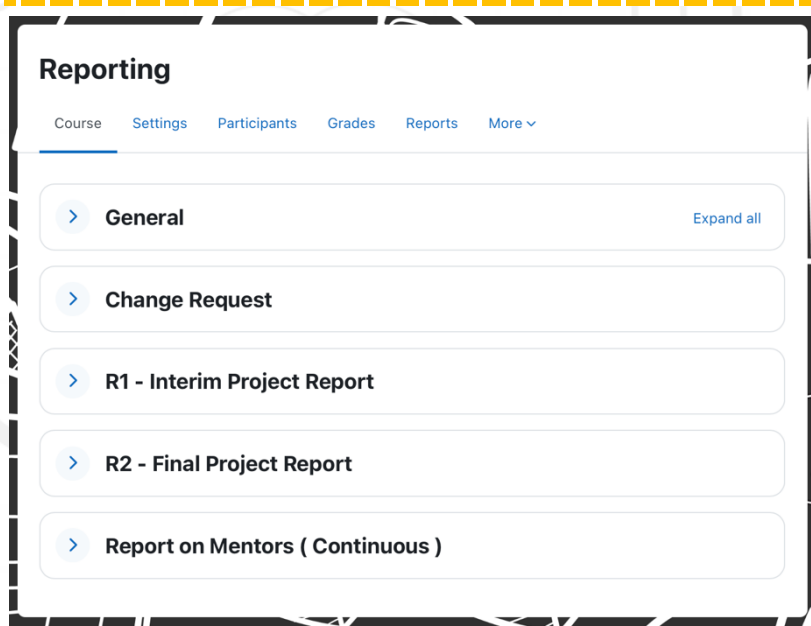 Reporting
Course Settings Participants Grades Reports More
General Expand all
Change Request
R1 - Interim Project Report
R2 - Final Project Report
Report on Mentors ( Continuous )